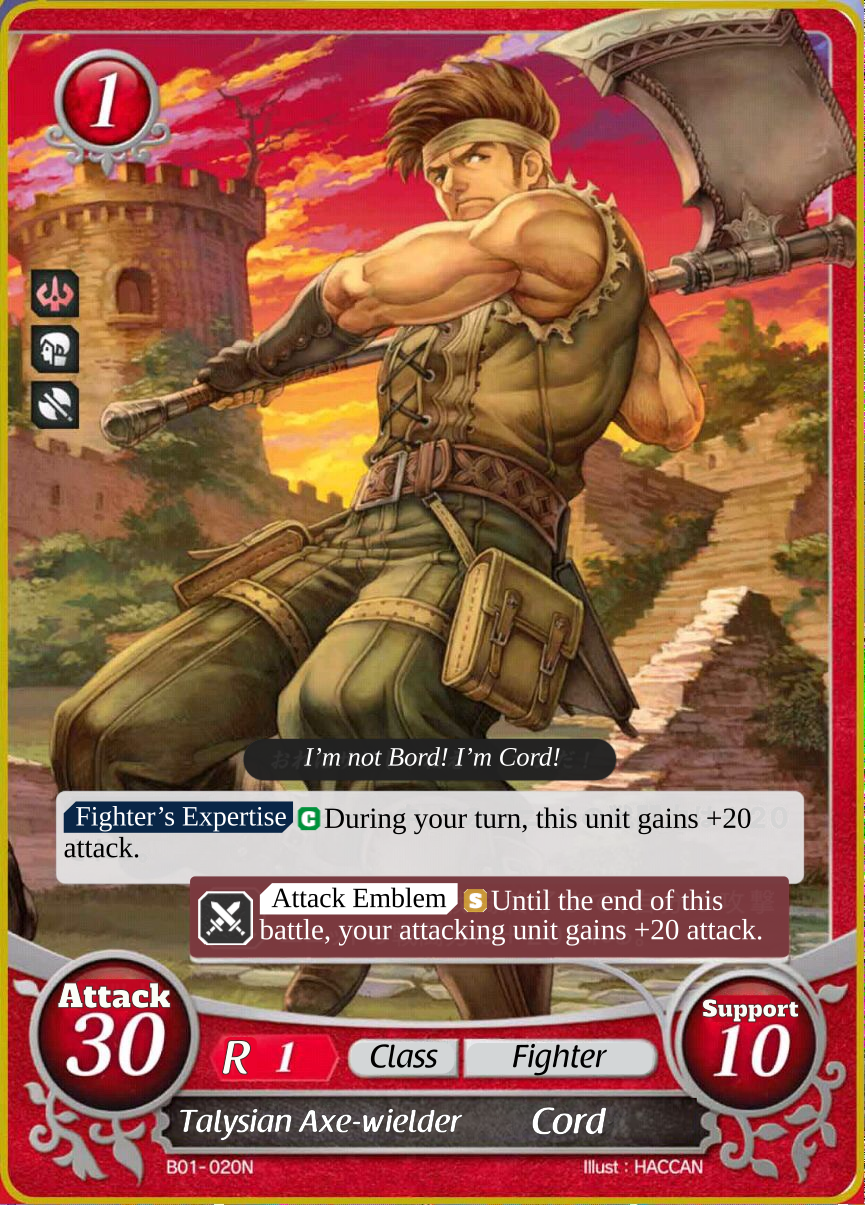 1
I'm not Bord! I'm Cord!
Fighter's Expertise C During your turn, this unit gains +20
attack.
Attack Emblem S Until the end of this
battle, your attacking unit gains +20 attack.
Attack
30
Support
10
R 1 Class Fighter
Talysian Axe-wielder Cord
B01-020N Illust : HACCAN